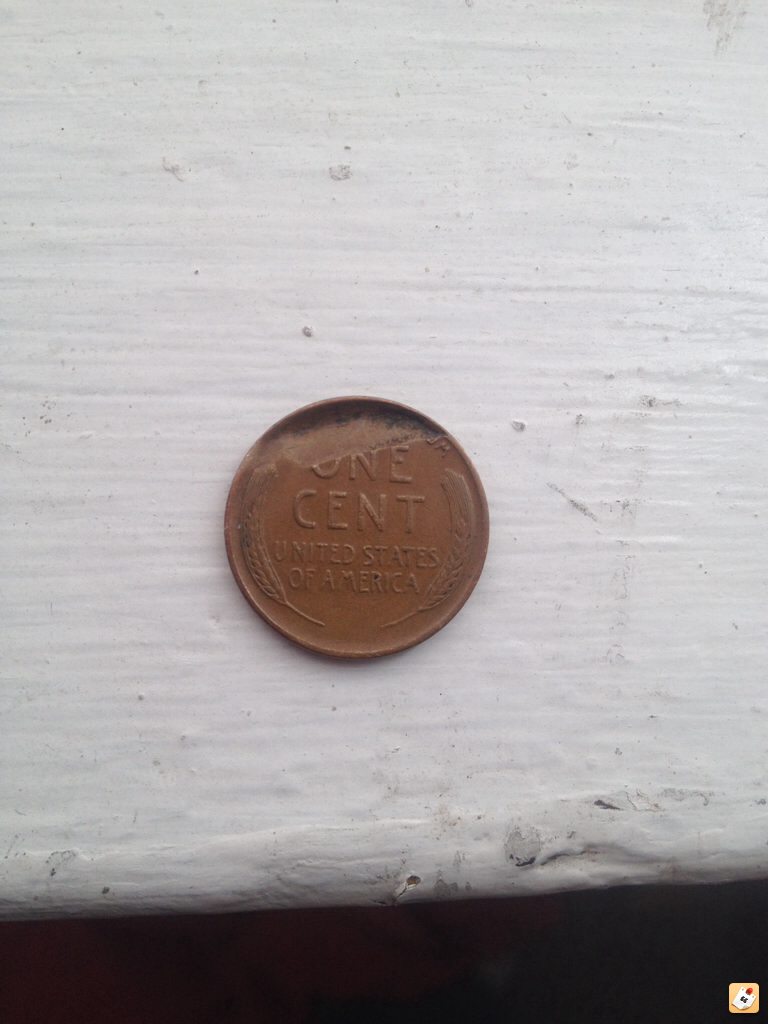 ONE
CENT
UNITED STATES
OF AMERICA